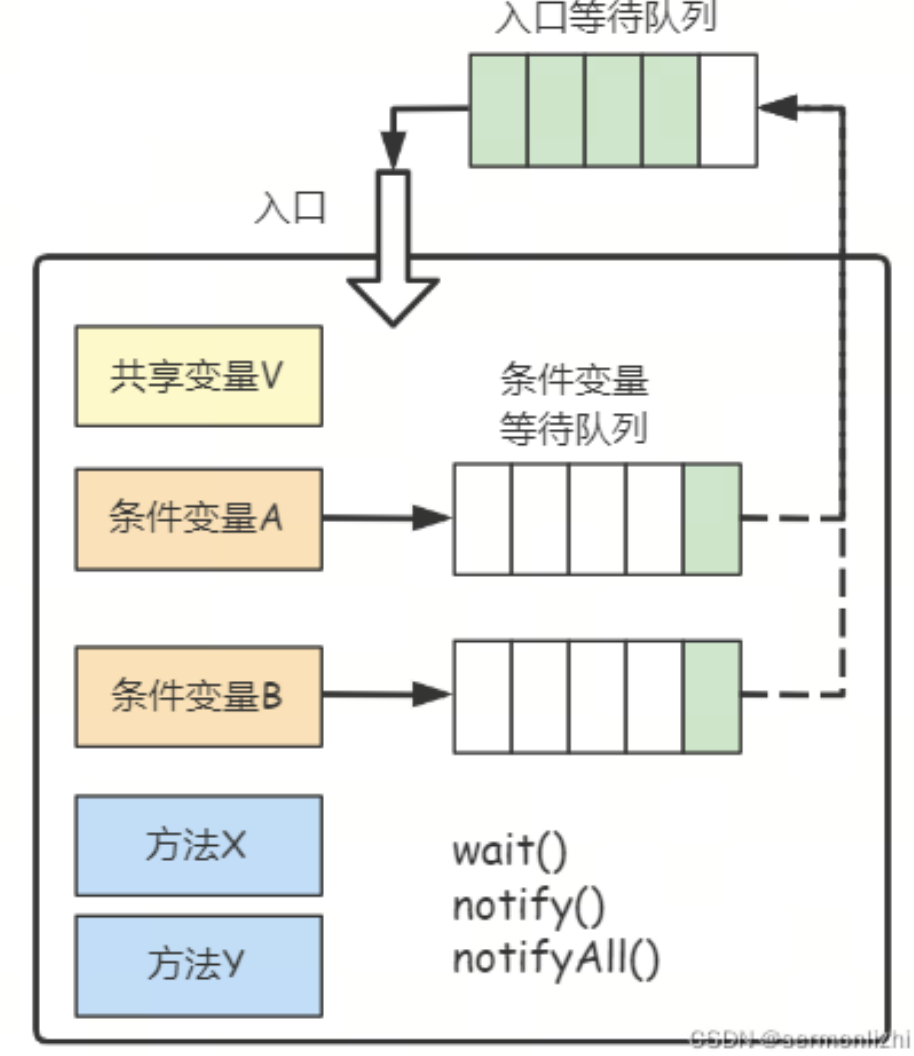 入口等待队列
入口
共享变量V
条件变量
等待队列
条件变量A
条件变量B
方法X
wait()
notify()
notifyAll()
方法Y
CSDN @aermanlizhi